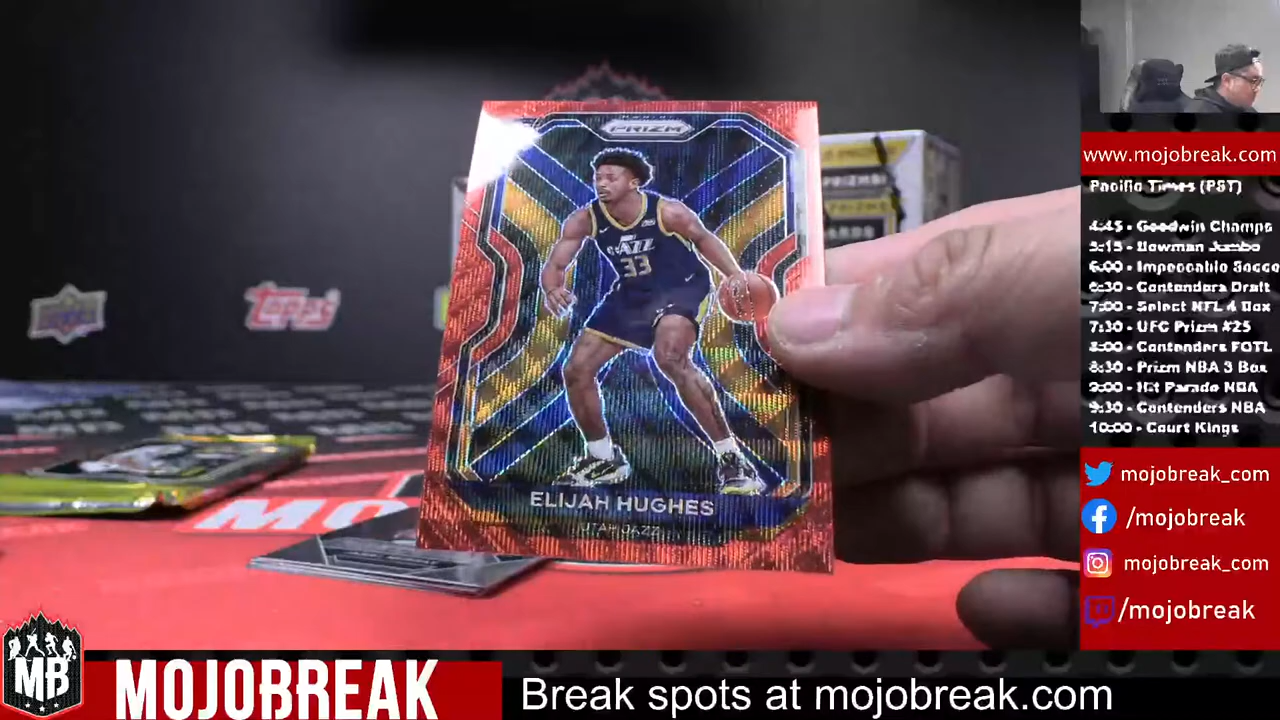 PRIZM
JAZZ
33
ELIJAH HUGHES
UTAH JAZZ
Topps
MO
MB
MOJOBREAK
Break spots at mojobreak.com
www.mojobreak.com
Pacific Times (PST)
4:45 - Goodwin Champs
5:15 - Bowman Jumbo
6:00 - Impeccable Socce
6:30 - Contenders Draft
7:00 - Select NFL 4 Box
7:30 - UFC Prizm #25
8:00 - Contenders FOTL
8:30 - Prizm NBA 3 Box
9:00 - Hit Parade NBA
9:30 - Contenders NBA
10:00 - Court Kings
mojobreak_com
/mojobreak
mojobreak_com
/mojobreak